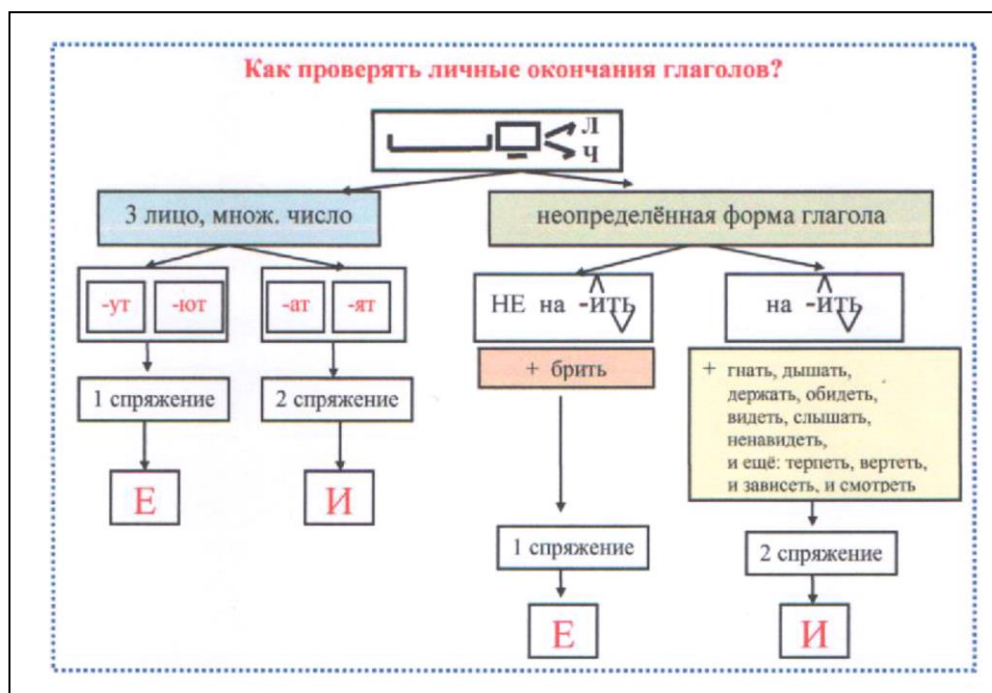 Как проверять личные окончания глаголов?
Л
Ч
3 лицо, множ. число
неопределённая форма глагола
-ут
-ют
-ат
-ят
НЕ на -ить
на -ить
+ брить
+ гнать, дышать,
держать, обидеть,
видеть, слышать,
ненавидеть,
и ещё: терпеть, вертеть,
и зависеть, и смотреть
1 спряжение
2 спряжение
1 спряжение
2 спряжение
Е
И
Е
И